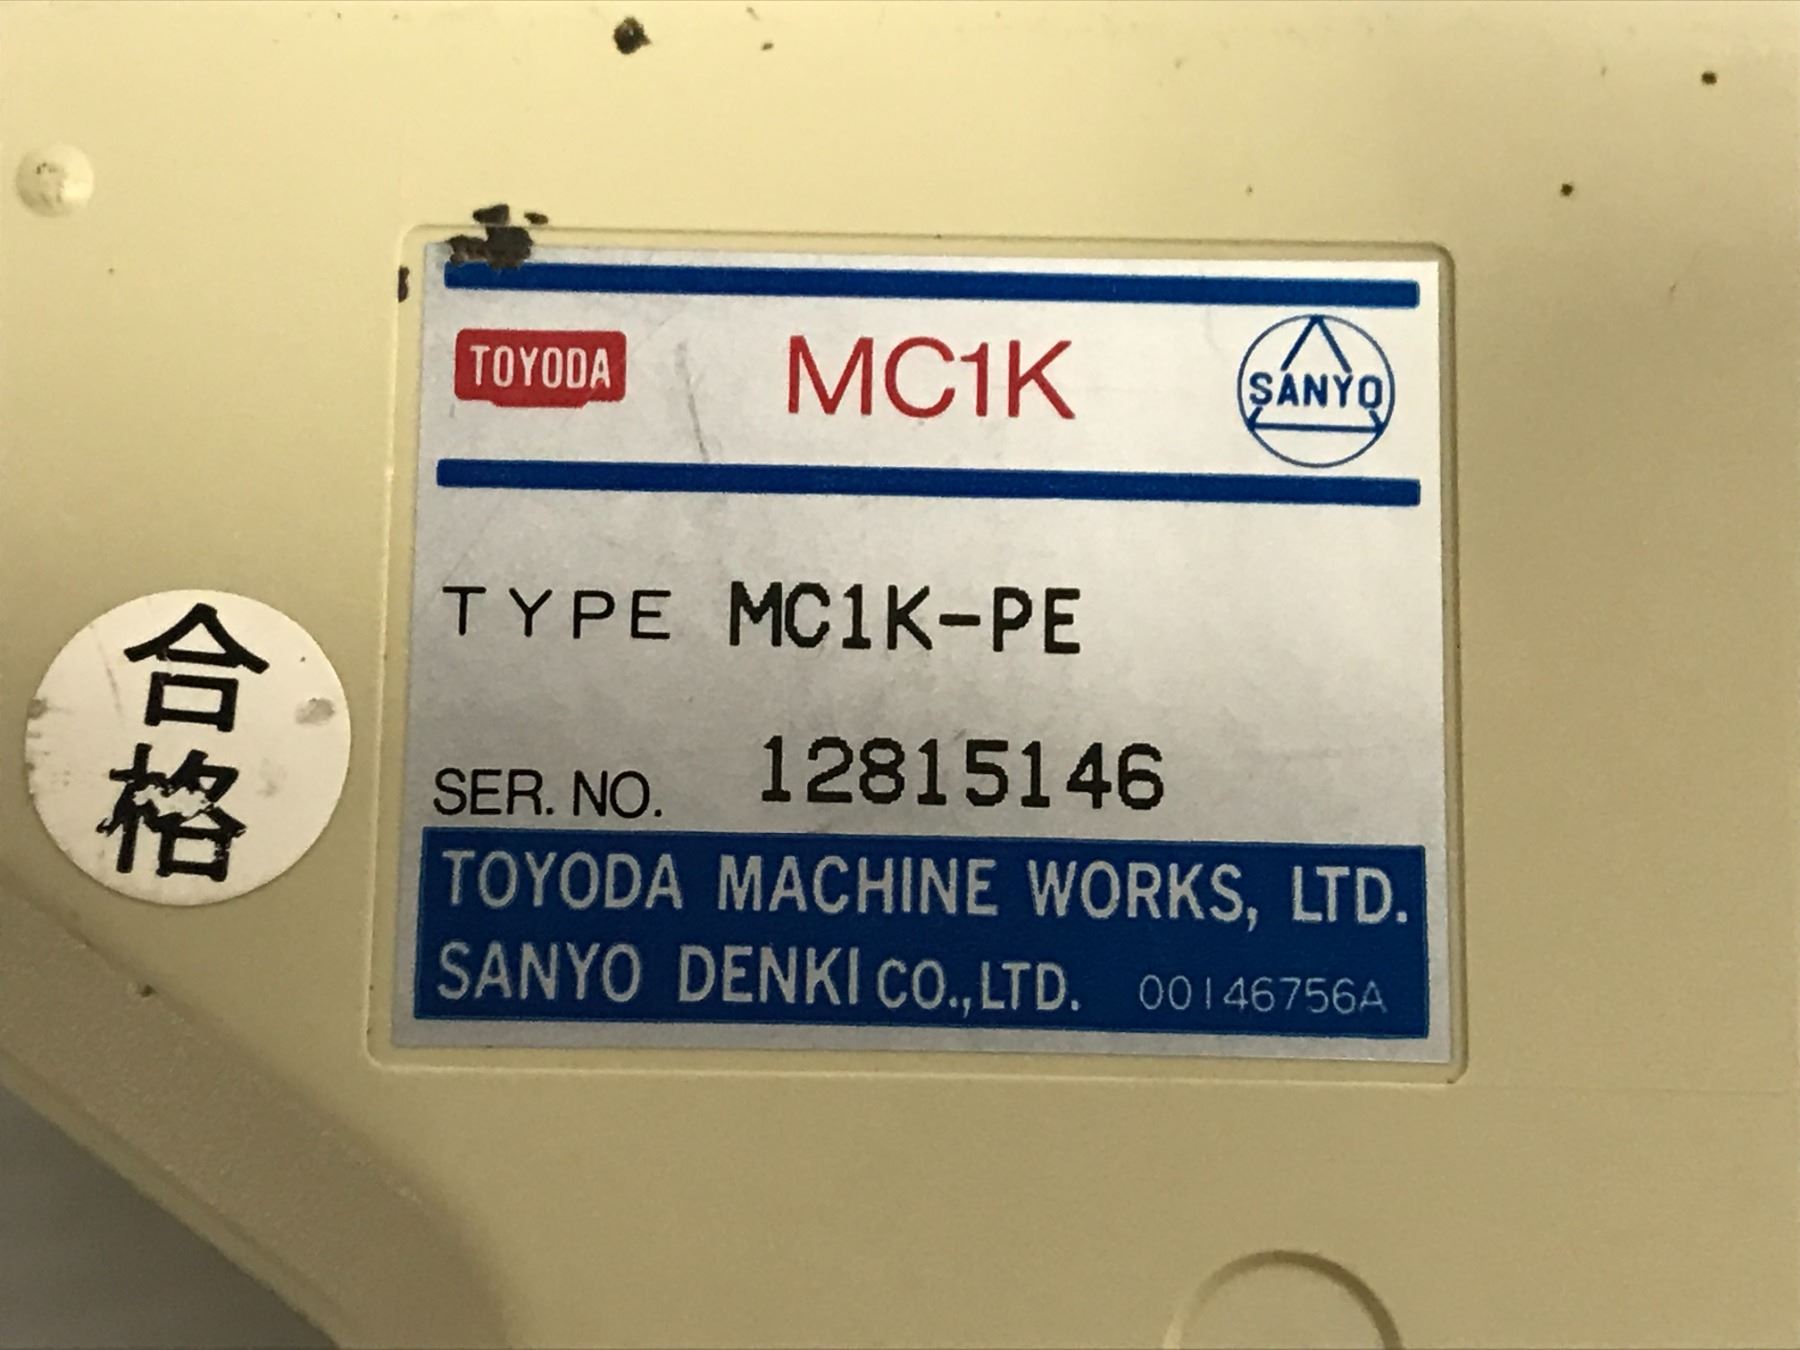 TOYODA MC1K SANYO
TYPE MC1K-PE
SER. NO. 12815146
TOYODA MACHINE WORKS, LTD.
SANYO DENKI CO., LTD. 00146756A
合
格